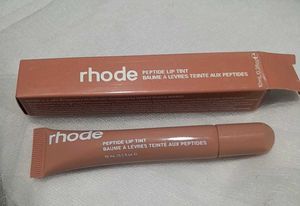 rhode
PEPTIDE LIP TINT
BAUME À LÈVRES TEINTÉ AUX PEPTIDES
rhode
PEPTIDE LIP TINT
BAUME À LÈVRES TEINTÉ AUX PEPTIDES